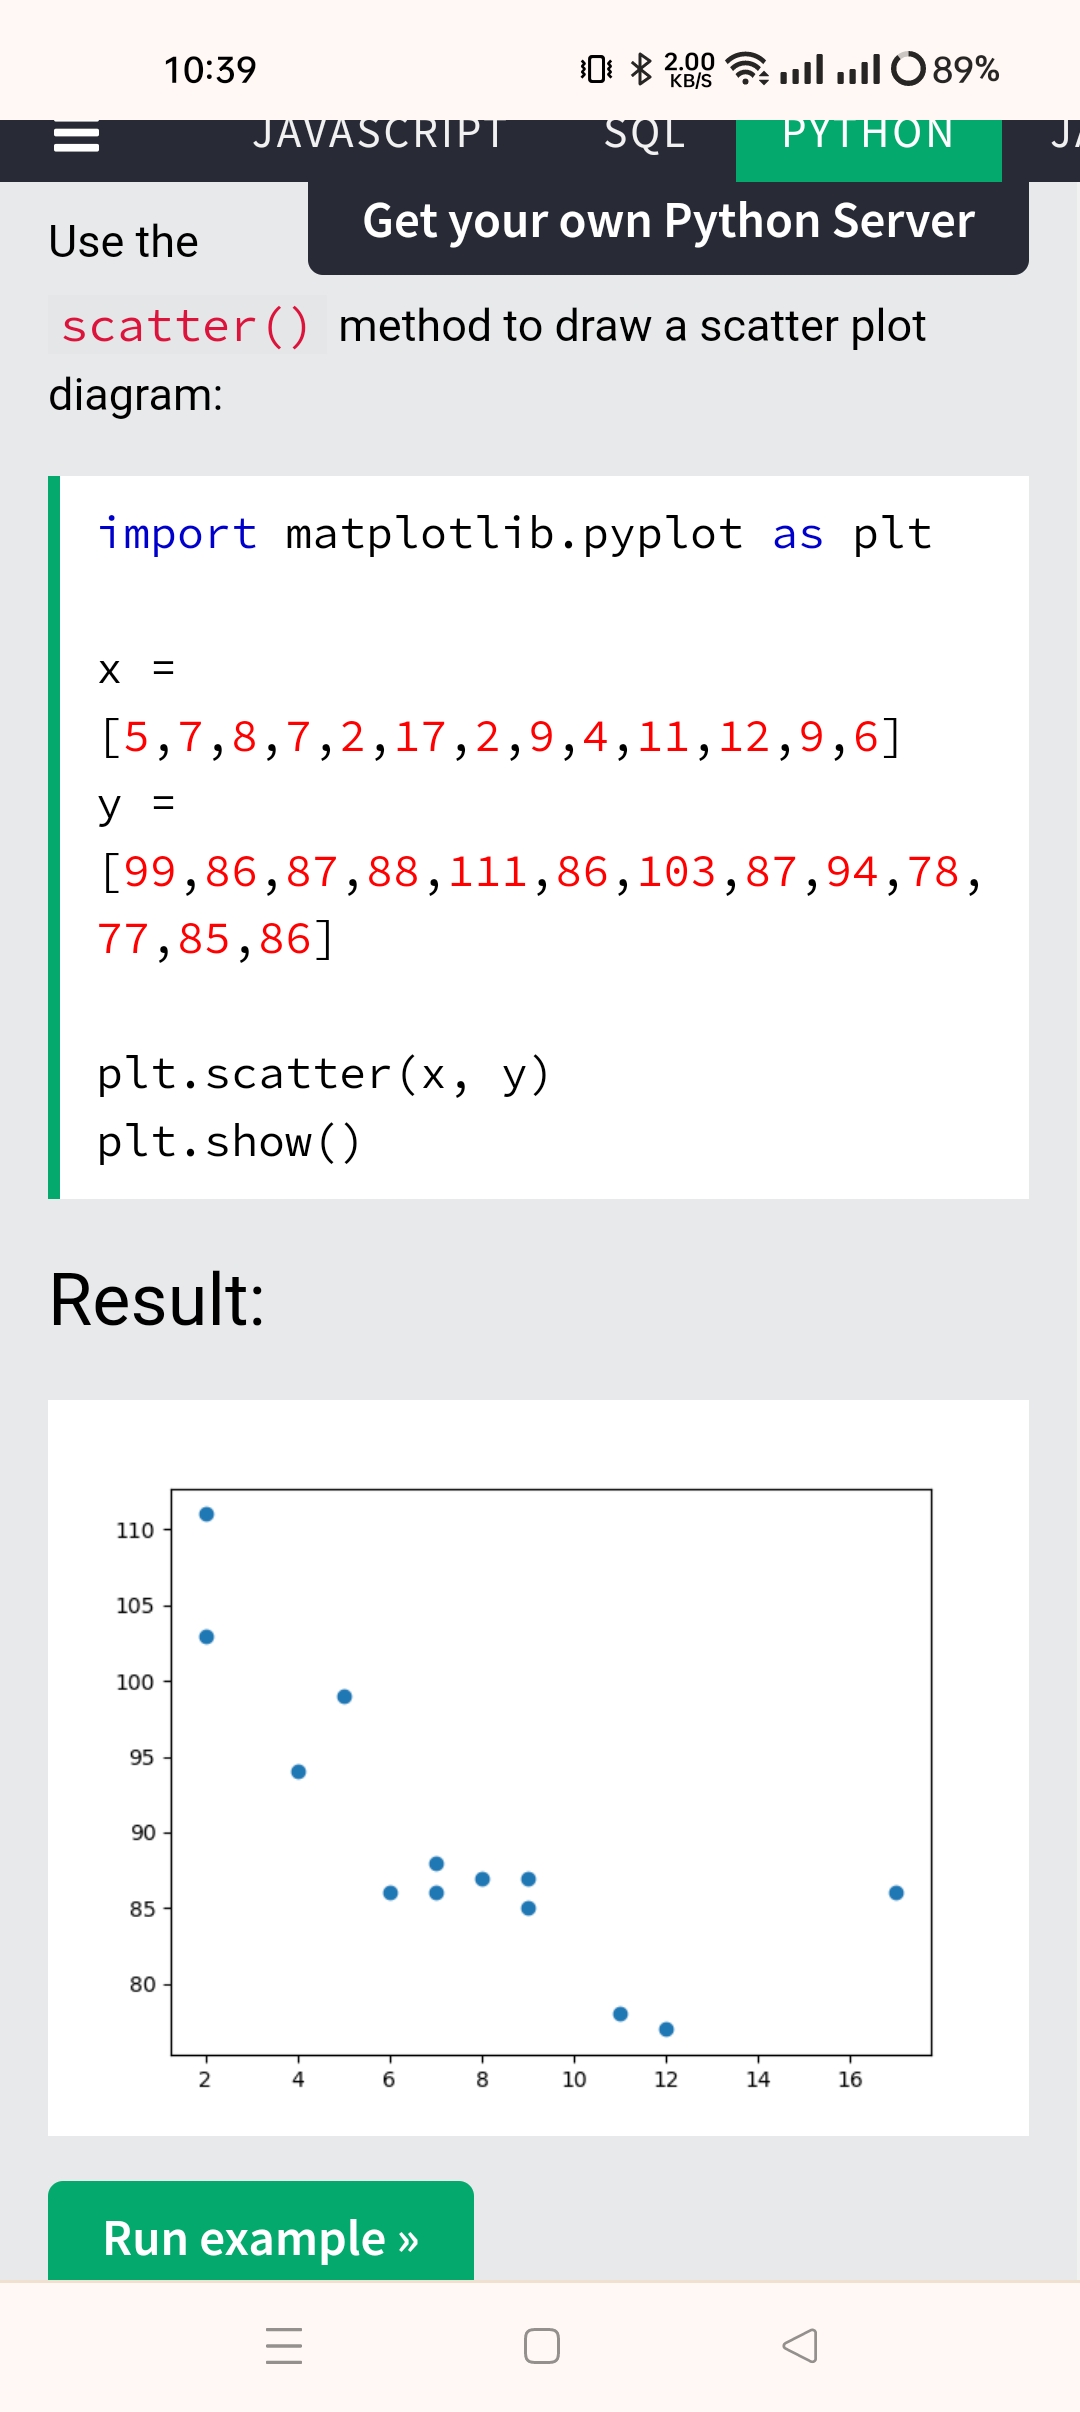 10:39
2.00
KB/S
89%
JAVASCRIPT SQL PYTHON
Get your own Python Server
Use the
scatter() method to draw a scatter plot
diagram:
import matplotlib.pyplot as plt
x =
[5,7,8,7,2,17,2,9,4,11,12,9,6]
y =
[99,86,87,88,111,86,103,87,94,78,
77,85,86]
plt.scatter(x, y)
plt.show()
Result:
110
105
100
95
90
85
80
2 4 6 8 10 12 14 16
Run example »